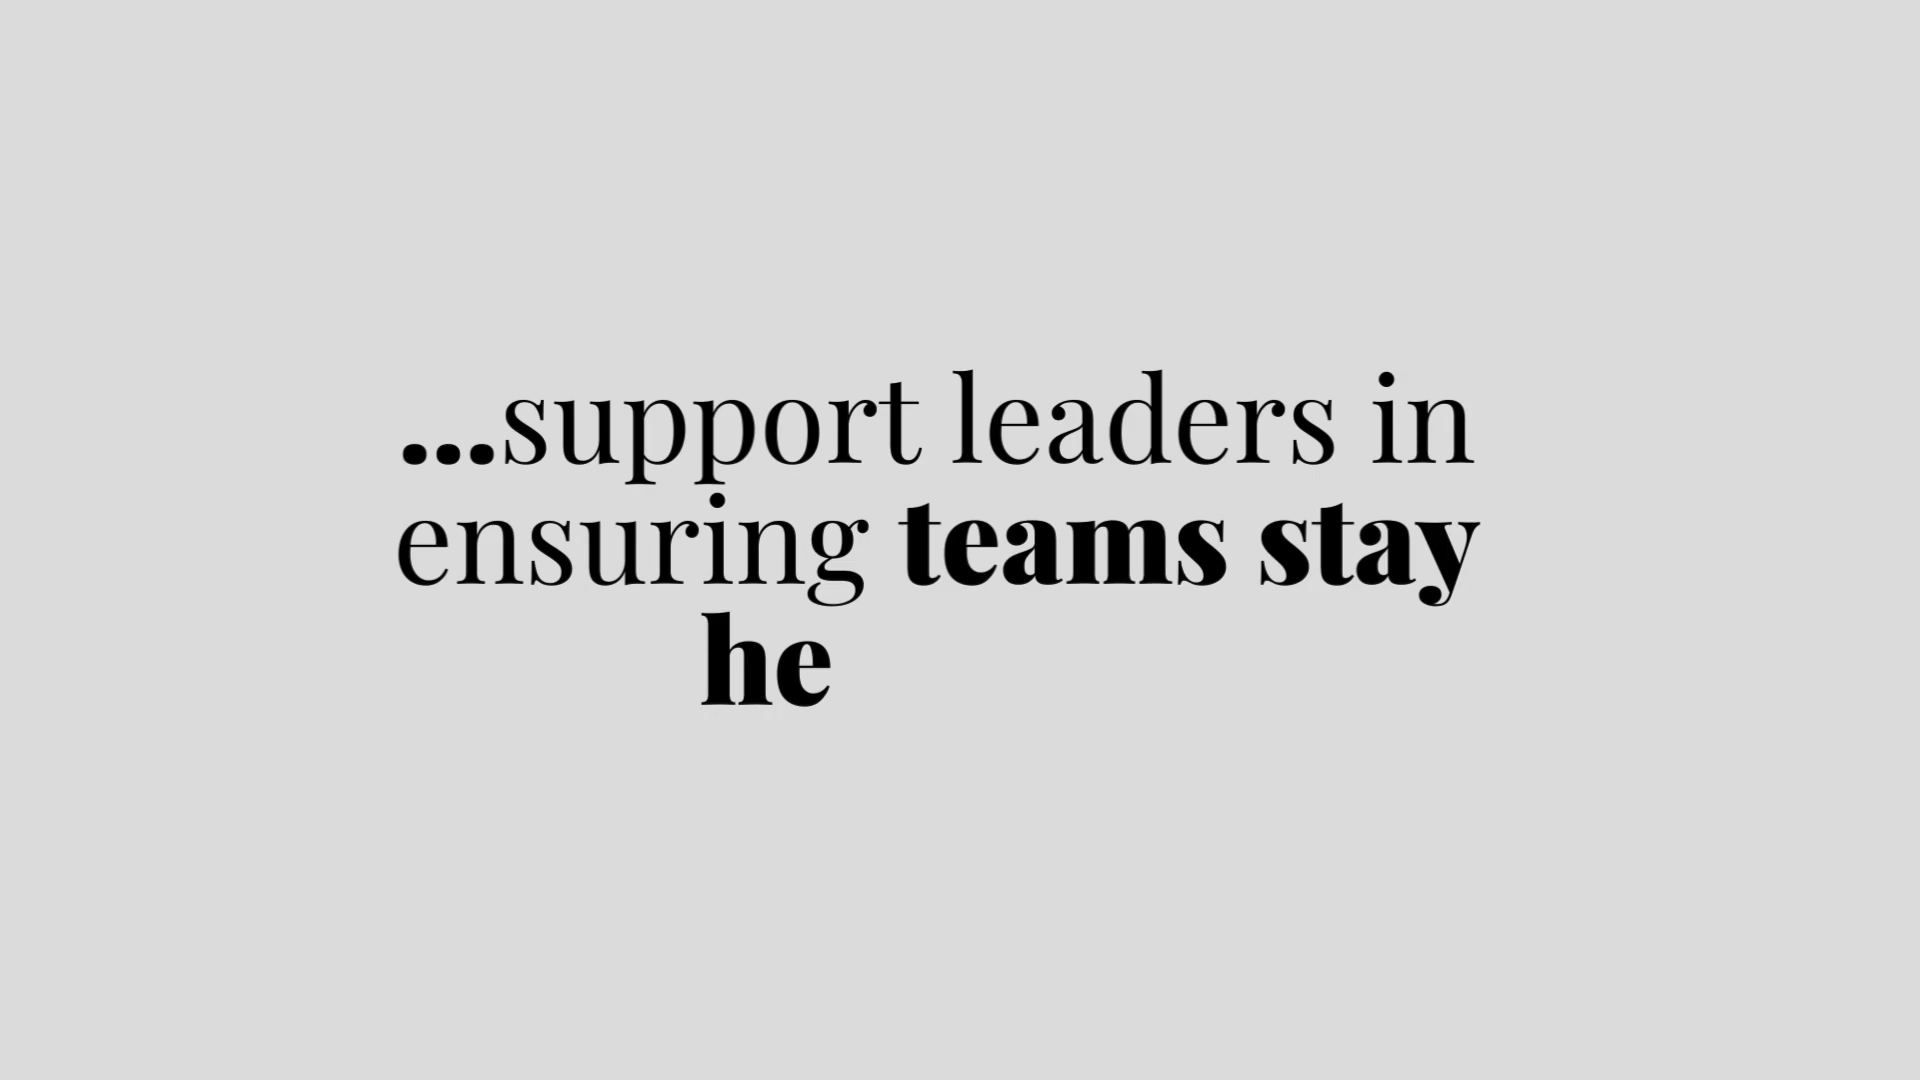 ...support leaders in
ensuring teams stay
he